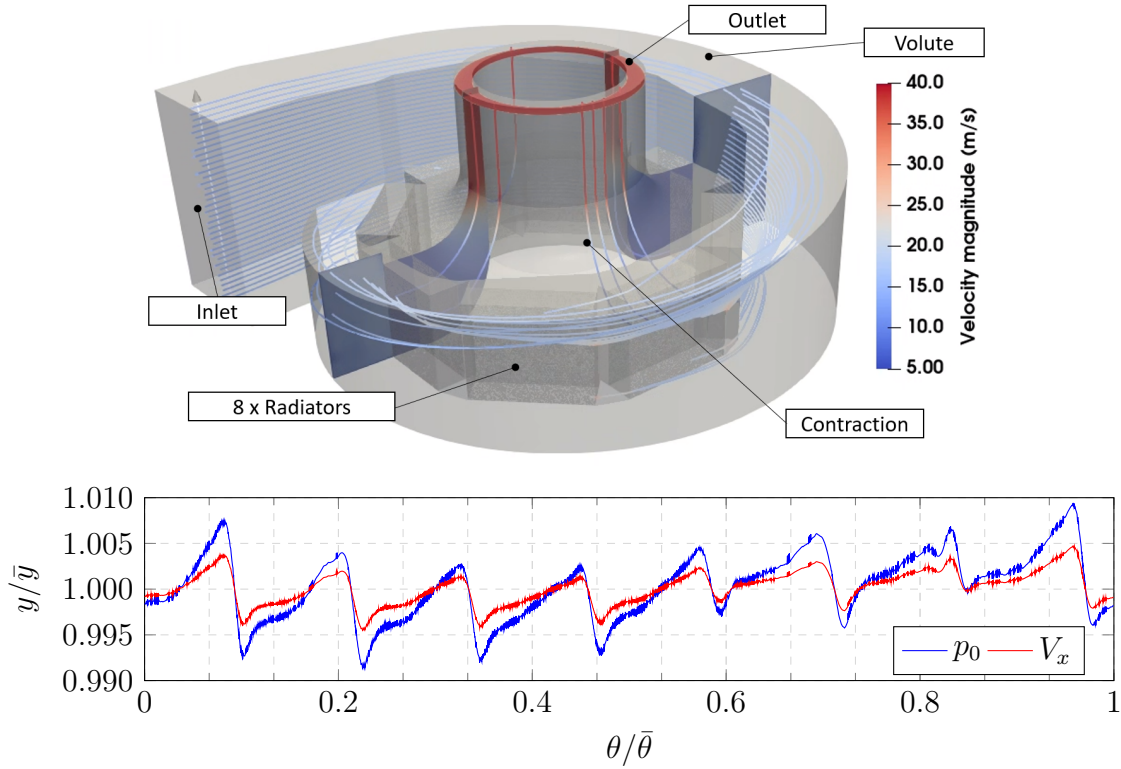 Outlet
Volute
40.0
35.0
30.0
25.0
20.0
15.0
10.0
5.00
Velocity magnitude (m/s)
Inlet
8 x Radiators
Contraction
1.010
1.005
1.000
0.995
0.990
y/ȳ
p₀ Vₓ
0 0.2 0.4 0.6 0.8 1
θ/θ̄